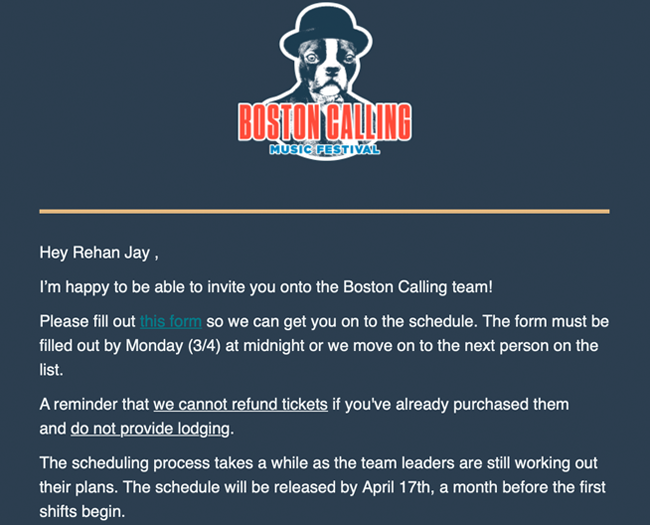 BOSTON CALLING
MUSIC FESTIVAL
Hey Rehan Jay ,
I'm happy to be able to invite you onto the Boston Calling team!
Please fill out this form so we can get you on to the schedule. The form must be
filled out by Monday (3/4) at midnight or we move on to the next person on the
list.
A reminder that we cannot refund tickets if you've already purchased them
and do not provide lodging.
The scheduling process takes a while as the team leaders are still working out
their plans. The schedule will be released by April 17th, a month before the first
shifts begin.